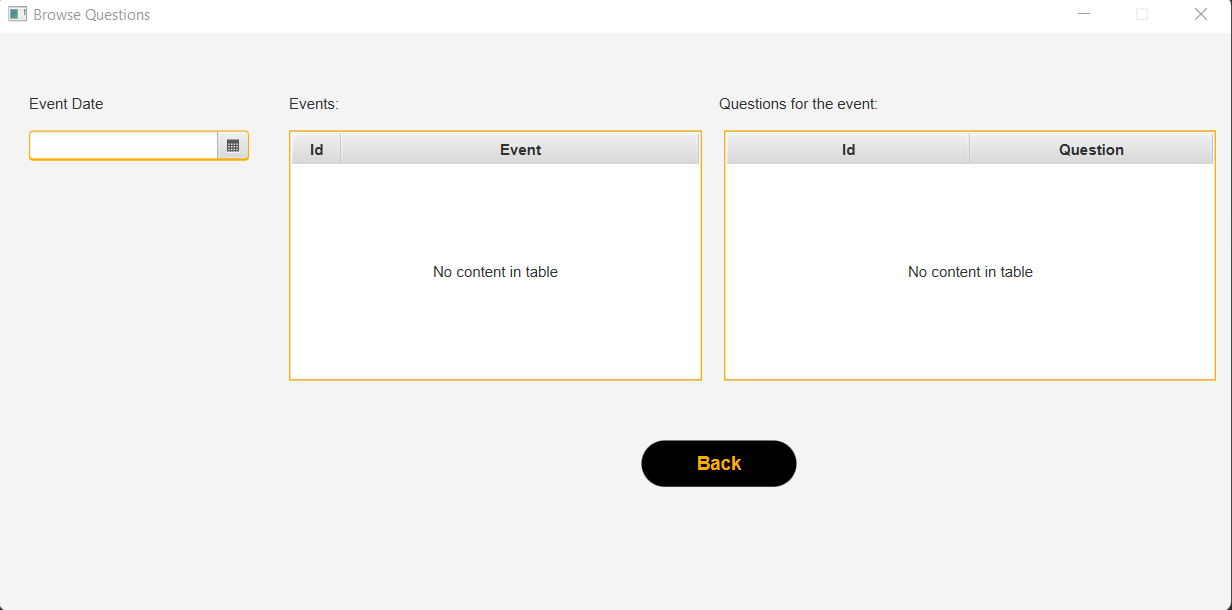 Browse Questions
Event Date
Events:
Questions for the event:
Id Event
Id Question
No content in table
No content in table
Back